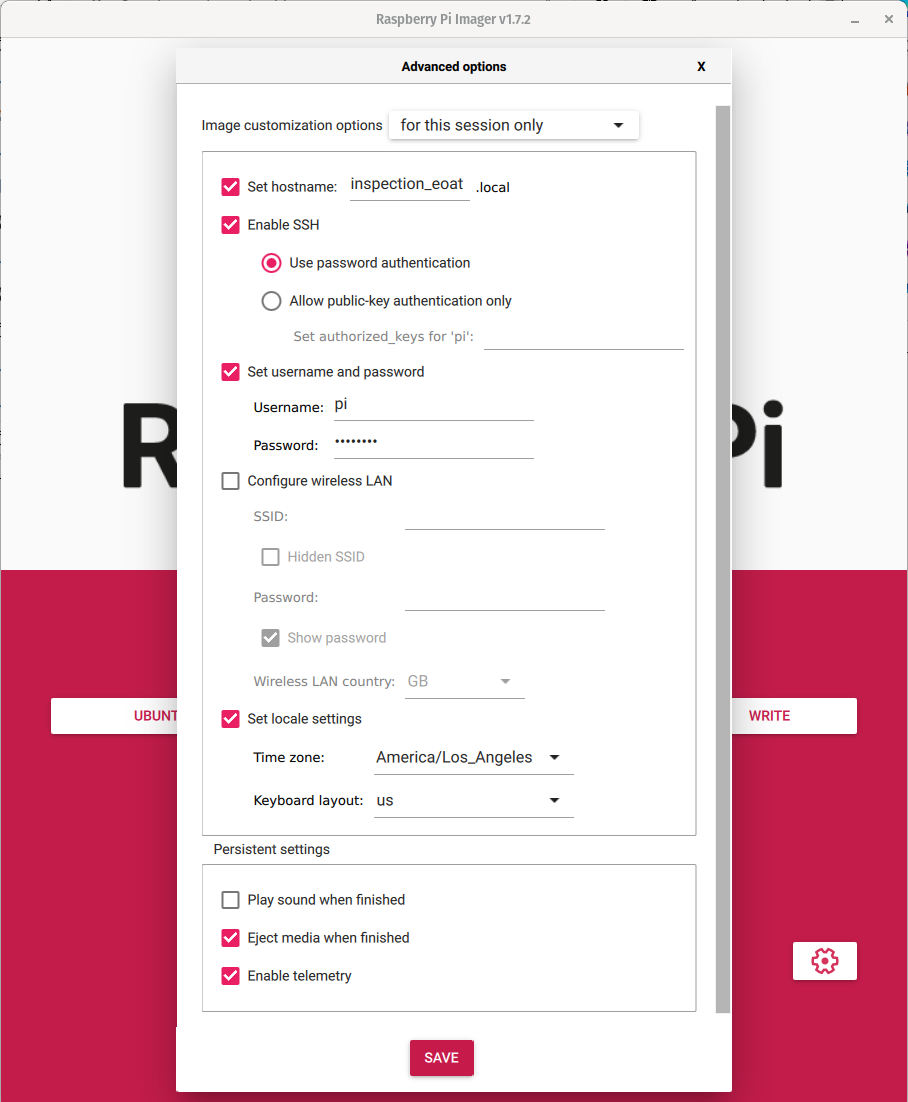 Raspberry Pi Imager v1.7.2
Advanced options X
Image customization options for this session only
Set hostname: inspection_eoat .local
Enable SSH
Use password authentication
Allow public-key authentication only
Set authorized_keys for 'pi':
Set username and password
Username: pi
Password: ••••••••
Configure wireless LAN
SSID:
Hidden SSID
Password:
Show password
Wireless LAN country: GB
Set locale settings
UBUNT
WRITE
Time zone: America/Los_Angeles
Keyboard layout: us
Persistent settings
Play sound when finished
Eject media when finished
Enable telemetry
SAVE
R
Pi